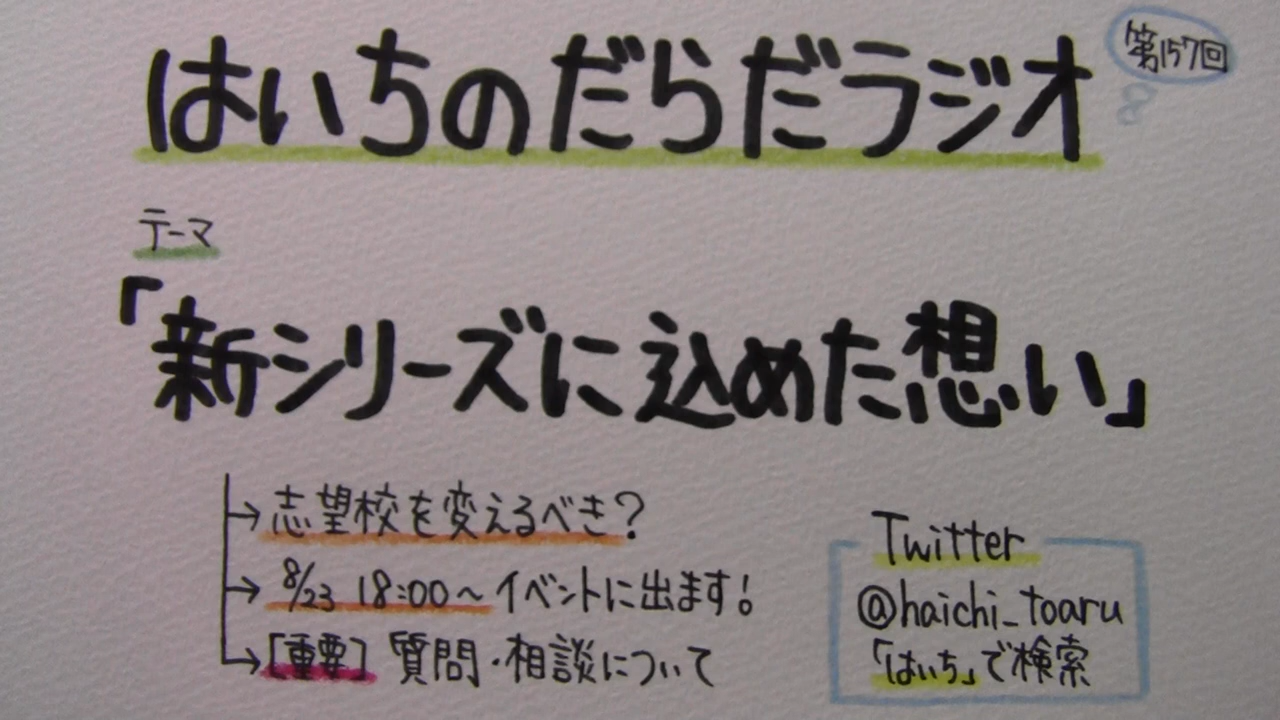 はいちのだらだラジオ
第157回
テーマ
「新シリーズに込めた想い」
→志望校を変えるべき?
→8/23 18:00~イベントに出ます!
→[重要] 質問・相談について
Twitter
@haichi_toaru
「はいち」で検索